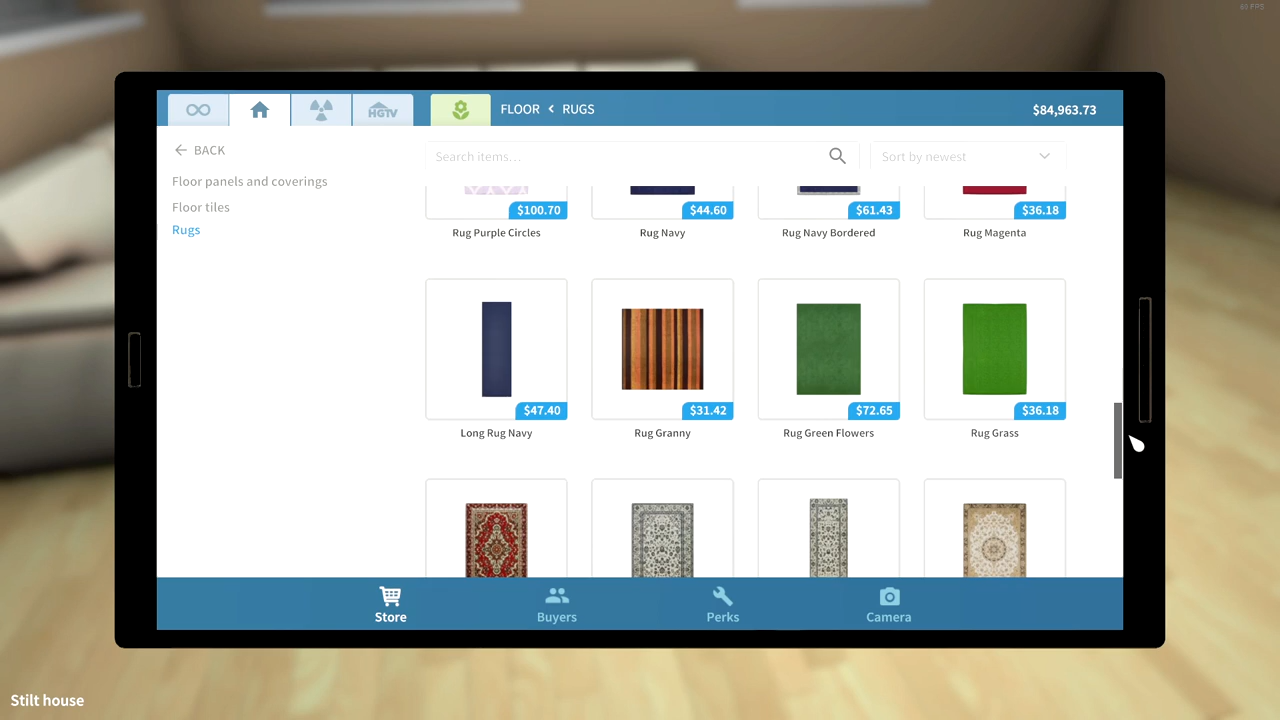 60 FPS
HGTV
FLOOR < RUGS
$84,963.73
BACK
Search items...
Sort by newest
Floor panels and coverings
Floor tiles
Rugs
$100.70
$44.60
$61.43
$36.18
Rug Purple Circles
Rug Navy
Rug Navy Bordered
Rug Magenta
$47.40
$31.42
$72.65
$36.18
Long Rug Navy
Rug Granny
Rug Green Flowers
Rug Grass
Store
Buyers
Perks
Camera
Stilt house